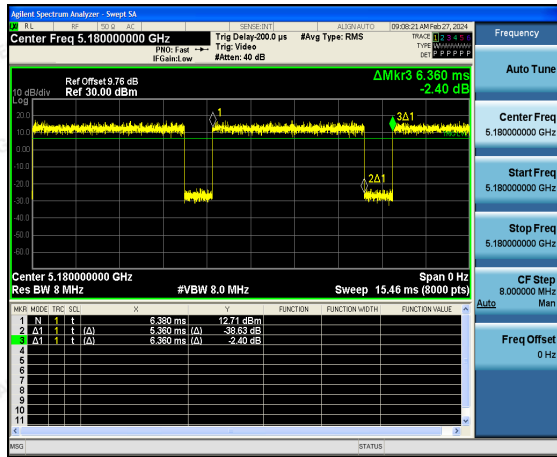 Agilent Spectrum Analyzer - Swept SA
RL RF 50 Ω AC SENSE:INT ALIGN AUTO 09:08:21 AM Feb 27, 2024
Center Freq 5.180000000 GHz Trig Delay-200.0 µs #Avg Type: RMS TRACE 1 2 3 4 5 6
PNO: Fast Trig: Video TYPE
IFGain:Low #Atten: 40 dB DET P P P P P P
ΔMkr3 6.360 ms
Ref Offset 9.76 dB
10 dB/div Ref 30.00 dBm -2.40 dB
Log
20.0
10.0
0.00
-10.0
-20.0
-30.0
-40.0
-50.0
-60.0
1
3Δ1
2Δ1
Center 5.180000000 GHz Span 0 Hz
Res BW 8 MHz #VBW 8.0 MHz Sweep 15.46 ms (8000 pts)
MKR MODE TRC SCL X Y FUNCTION FUNCTION WIDTH FUNCTION VALUE
1 N 1 t 6.380 ms 12.71 dBm
2 Δ1 1 t (Δ) 5.360 ms (Δ) -38.63 dB
3 Δ1 1 t (Δ) 6.360 ms (Δ) -2.40 dB
4
5
6
7
8
9
10
11
MSG STATUS
Frequency
Auto Tune
Center Freq
5.180000000 GHz
Start Freq
5.180000000 GHz
Stop Freq
5.180000000 GHz
CF Step
8.000000 MHz
Auto Man
Freq Offset
0 Hz